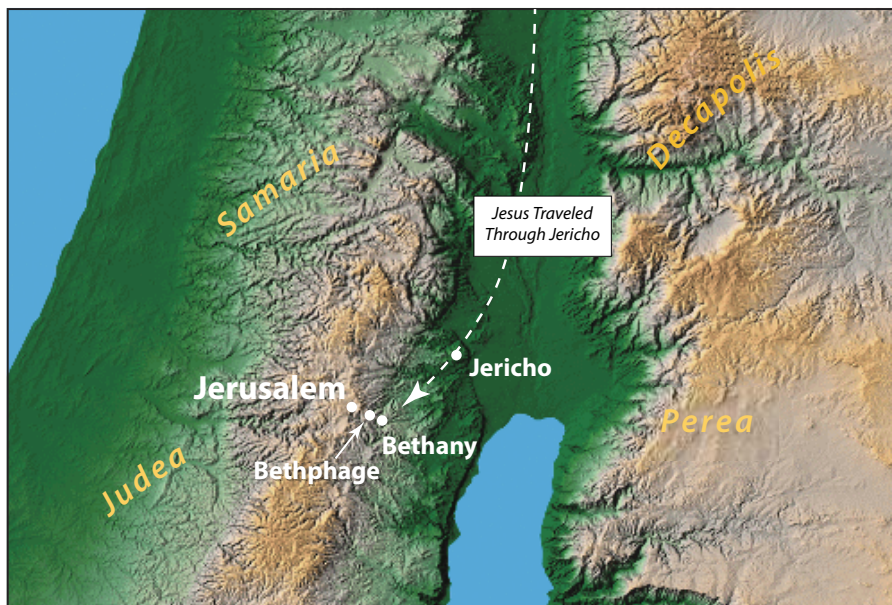 Decapolis
Samaria
Jesus Traveled
Through Jericho
Jericho
Jerusalem
Perea
Bethany
Bethphage
Judea